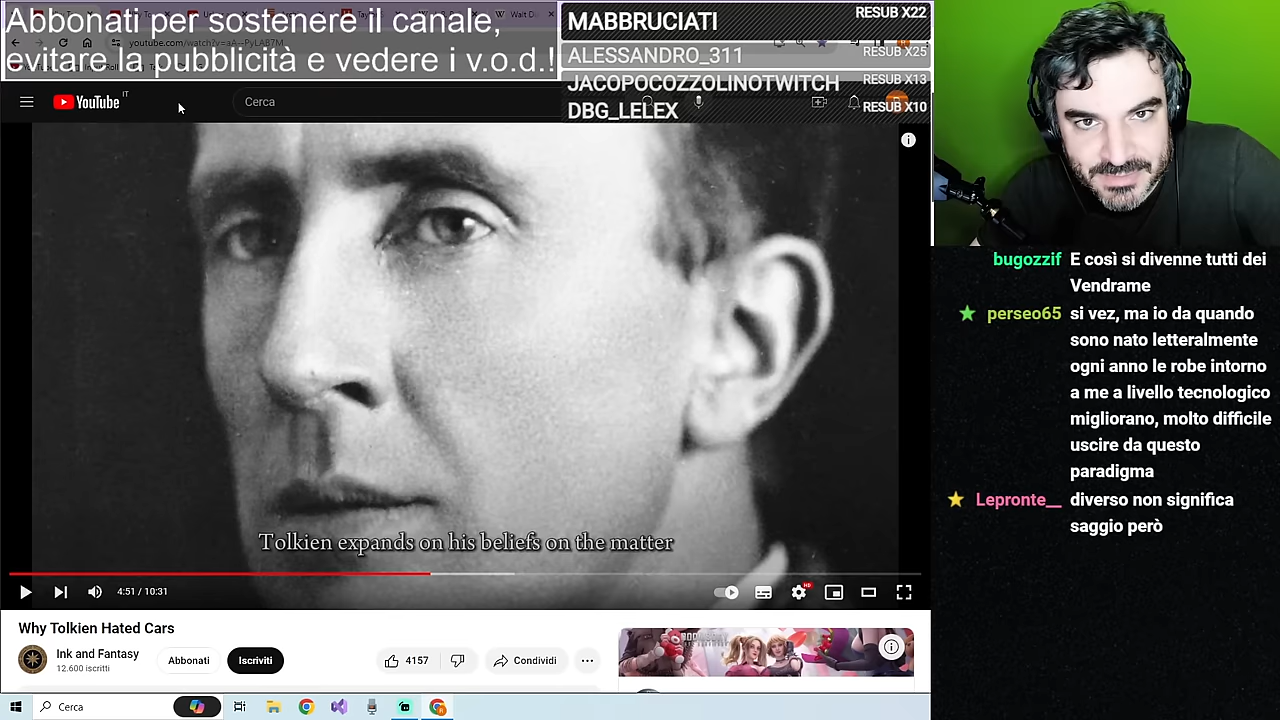 Abbonati per sostenere il canale,
evitare la pubblicità e vedere i v.o.d.!
MABBRUCIATI RESUB X22
ALESSANDRO_311 RESUB X25
JACOPOCOZZOLINOTWITCH RESUB X13
DBG_LELEX RESUB X10
YouTube IT
Cerca
Tolkien expands on his beliefs on the matter
4:51 / 10:31
HD
Why Tolkien Hated Cars
Ink and Fantasy
12.600 iscritti
Abbonati
Iscriviti
4157
Condividi
Cerca
bugozzif E così si divenne tutti dei
Vendrame
perseo65 si vez, ma io da quando
sono nato letteralmente
ogni anno le robe intorno
a me a livello tecnologico
migliorano, molto difficile
uscire da questo
paradigma
Lepronte__ diverso non significa
saggio però